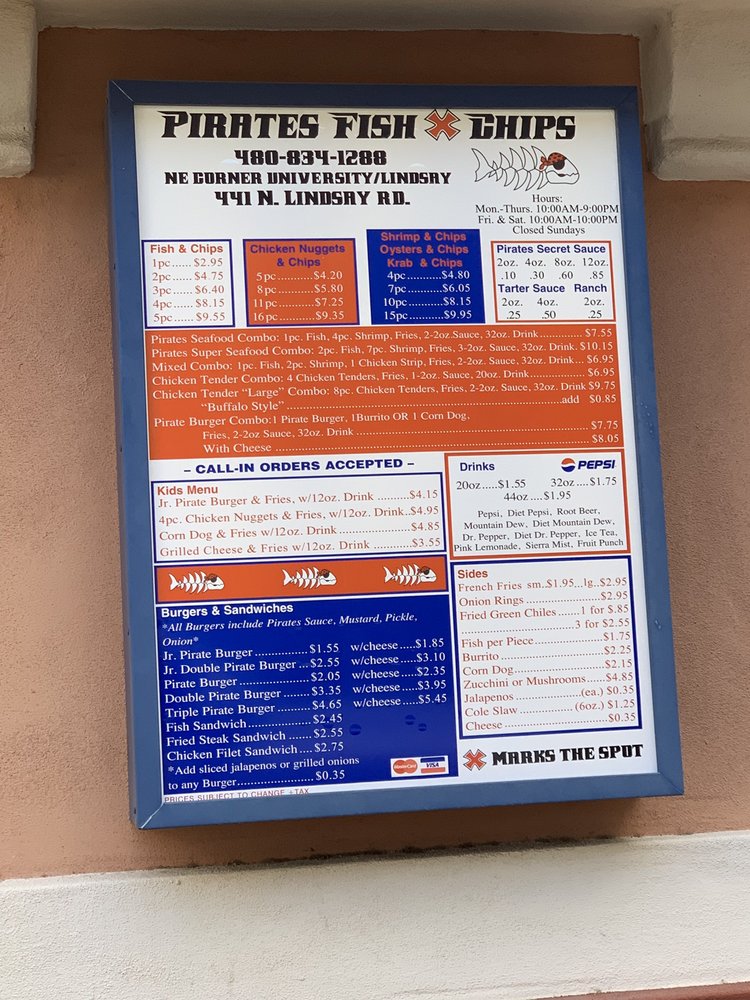 PIRATES FISH X CHIPS
480-834-1288
NE CORNER UNIVERSITY/LINDSAY
441 N. LINDSAY RD.
Hours:
Mon.-Thurs. 10:00AM-9:00PM
Fri. & Sat. 10:00AM-10:00PM
Closed Sundays
Fish & Chips
1pc...... $2.95
2pc...... $4.75
3pc...... $6.40
4pc...... $8.15
5pc...... $9.55
Chicken Nuggets
& Chips
5pc...........$4.20
8pc...........$5.80
11pc..........$7.25
16pc..........$9.35
Shrimp & Chips
Oysters & Chips
Krab & Chips
4pc...........$4.80
7pc...........$6.05
10pc..........$8.15
15pc..........$9.95
Pirates Secret Sauce
2oz. 4oz. 8oz. 12oz.
.10 .30 .60 .85
Tarter Sauce Ranch
2oz. 4oz. 2oz.
.25 .50 .25
Pirates Seafood Combo: 1pc. Fish, 4pc. Shrimp, Fries, 2-2oz.Sauce, 32oz. Drink................ $7.55
Pirates Super Seafood Combo: 2pc. Fish, 7pc. Shrimp, Fries, 3-2oz. Sauce, 32oz. Drink. $10.15
Mixed Combo: 1pc. Fish, 2pc. Shrimp, 1 Chicken Strip, Fries, 2-2oz. Sauce, 32oz. Drink... $6.95
Chicken Tender Combo: 4 Chicken Tenders, Fries, 1-2oz. Sauce, 20oz. Drink.................... $6.95
Chicken Tender "Large" Combo: 8pc. Chicken Tenders, Fries, 2-2oz. Sauce, 32oz. Drink $9.75
"Buffalo Style"..............................................................add $0.85
Pirate Burger Combo:1 Pirate Burger, 1Burrito OR 1 Corn Dog,
Fries, 2-2oz Sauce, 32oz. Drink ........................................................ $7.75
With Cheese ................................................................................ $8.05
– CALL-IN ORDERS ACCEPTED –
Kids Menu
Jr. Pirate Burger & Fries, w/12oz. Drink ..........$4.15
4pc. Chicken Nuggets & Fries, w/12oz. Drink..$4.95
Corn Dog & Fries w/12oz. Drink......................$4.85
Grilled Cheese & Fries w/12oz. Drink ............$3.55
Drinks PEPSI
20oz.....$1.55 32oz....$1.75
44oz ....$1.95
Pepsi, Diet Pepsi, Root Beer,
Mountain Dew, Diet Mountain Dew,
Dr. Pepper, Diet Dr. Pepper, Ice Tea,
Pink Lemonade, Sierra Mist, Fruit Punch
Burgers & Sandwiches
*All Burgers include Pirates Sauce, Mustard, Pickle,
Onion*
Jr. Pirate Burger................ $1.55 w/cheese....$1.85
Jr. Double Pirate Burger ...$2.55 w/cheese....$3.10
Pirate Burger.................... $2.05 w/cheese....$2.35
Double Pirate Burger ....... $3.35 w/cheese....$3.95
Triple Pirate Burger ......... $4.65 w/cheese.....$5.45
Fish Sandwich.................. $2.45
Fried Steak Sandwich....... $2.55
Chicken Filet Sandwich.... $2.75
*Add sliced jalapenos or grilled onions
to any Burger.....................$0.35
MasterCard VISA
PRICES SUBJECT TO CHANGE +TAX
Sides
French Fries sm..$1.95...lg..$2.95
Onion Rings ......................$2.95
Fried Green Chiles .......1 for $.85
............................3 for $2.55
Fish per Piece....................$1.75
Burrito..............................$2.25
Corn Dog..........................$2.15
Zucchini or Mushrooms.....$4.85
Jalapenos .................(ea.) $0.35
Cole Slaw ................(6oz.) $1.25
Cheese..............................$0.35
X MARKS THE SPOT